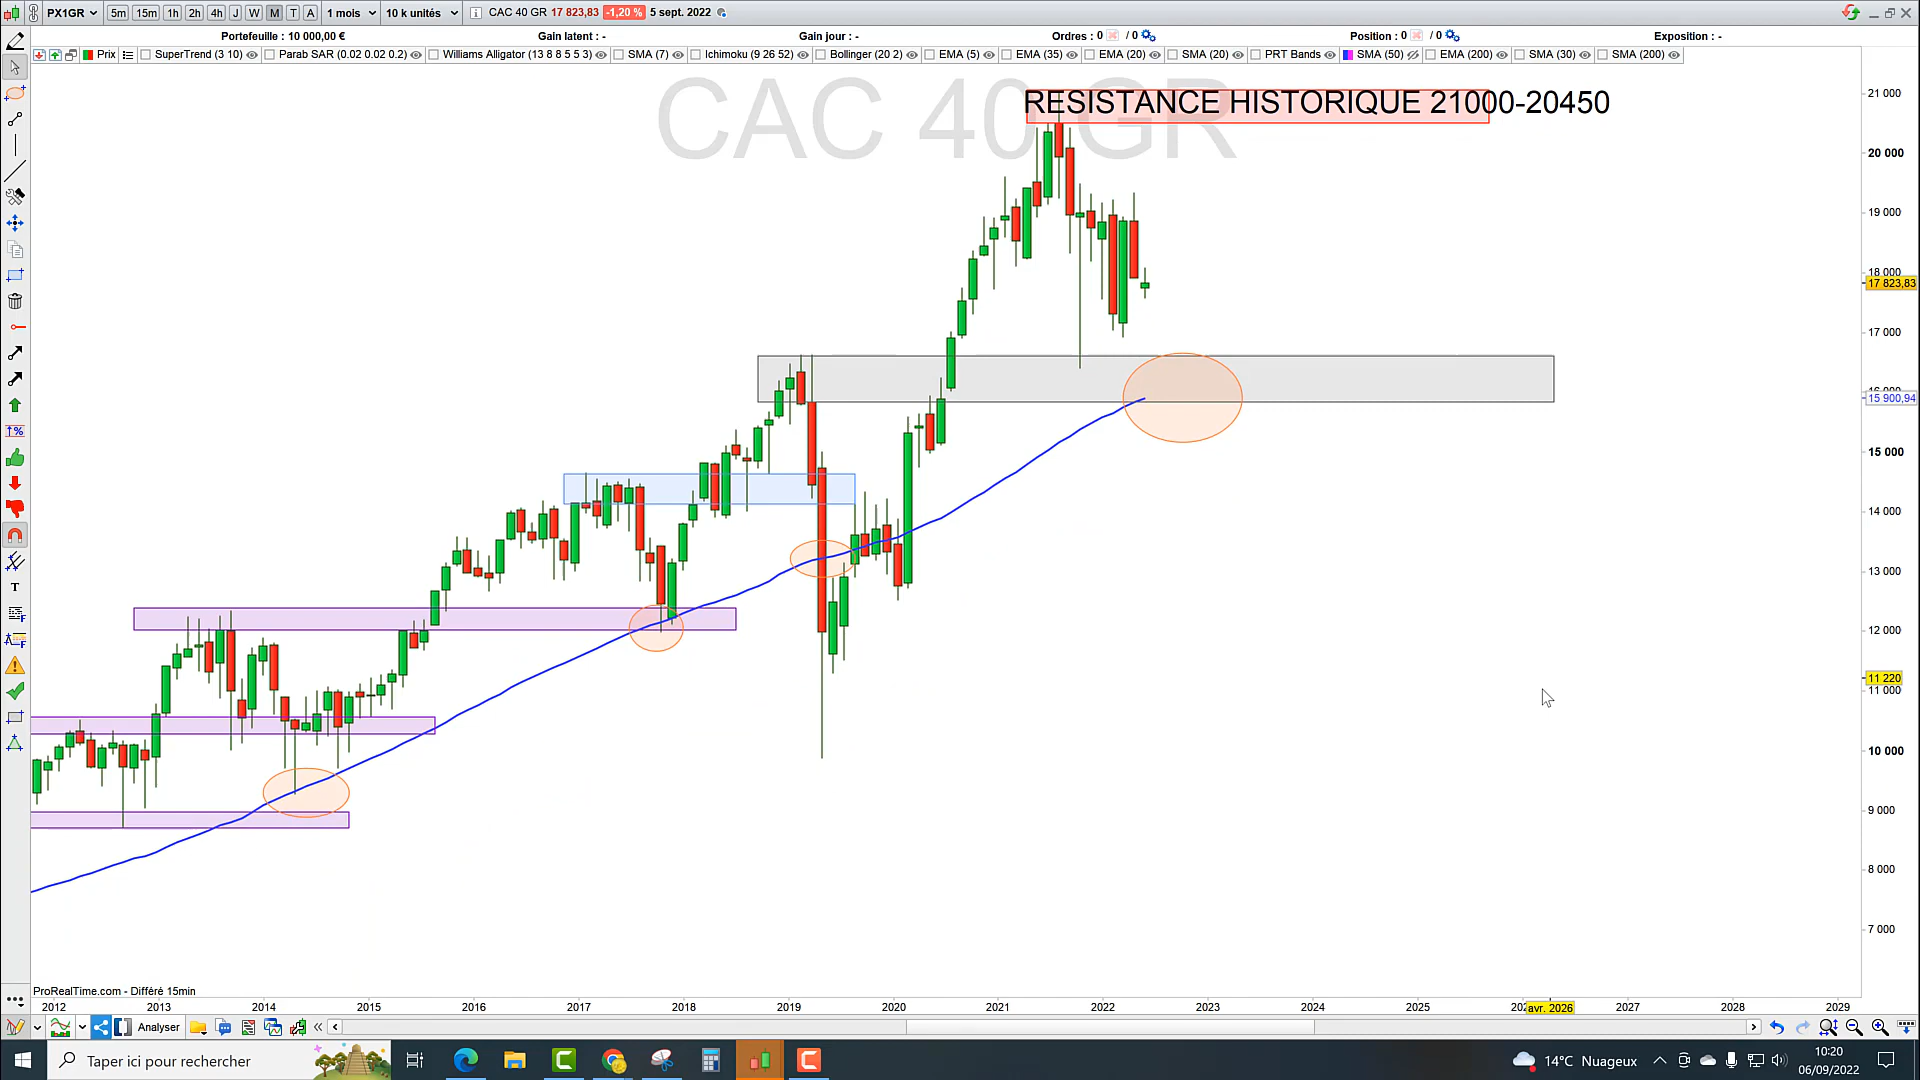 PX1GR 5m 15m 1h 2h 4h J W M T A 1 mois 10 k unités CAC 40 GR 17 823,83 -1,20 % 5 sept. 2022
Portefeuille : 10 000,00 € Gain latent : - Gain jour : - Ordres : 0 / 0 Position : 0 / 0 Exposition : -
Prix SuperTrend (3 10) Parab SAR (0.02 0.02 0.2) Williams Alligator (13 8 8 5 5 3) SMA (7) Ichimoku (9 26 52) Bollinger (20 2) EMA (5) EMA (35) EMA (20) SMA (20) PRT Bands SMA (50) EMA (200) SMA (30) SMA (200)
CAC 40 GR
RESISTANCE HISTORIQUE 21000-20450
21 000
20 000
19 000
18 000
17 823,83
17 000
16 000
15 900,94
15 000
14 000
13 000
12 000
11 220
11 000
10 000
9 000
8 000
7 000
ProRealTime.com - Différé 15min
2012 2013 2014 2015 2016 2017 2018 2019 2020 2021 2022 2023 2024 2025 avr. 2026 2027 2028 2029
Analyser
Taper ici pour rechercher
14°C Nuageux
10:20
06/09/2022